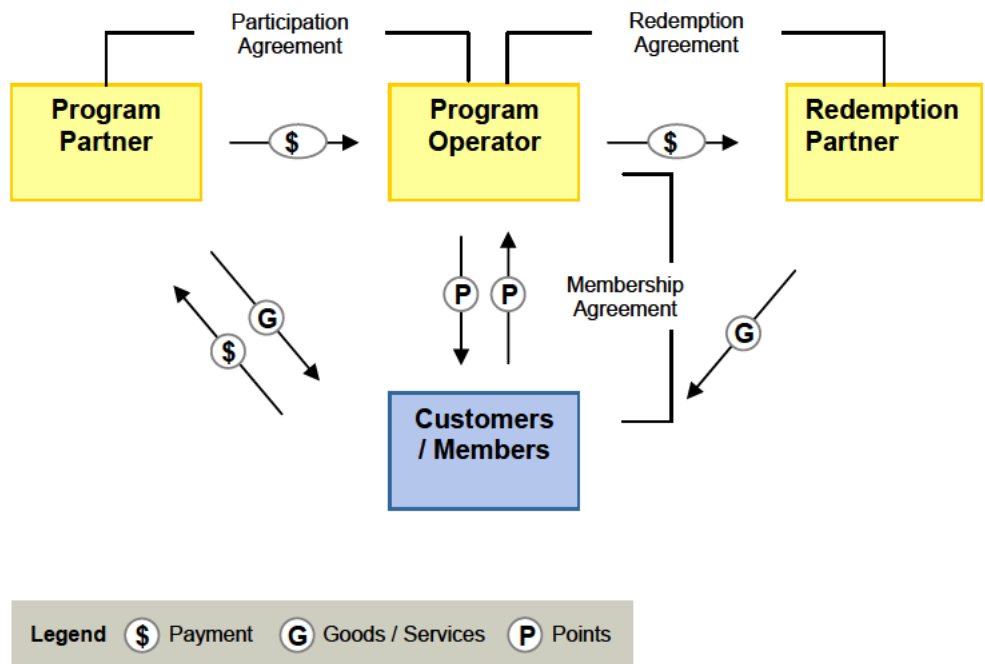 Participation
Agreement
Redemption
Agreement
Program
Partner
$
Program
Operator
$
Redemption
Partner
Membership
Agreement
G
$
P
P
G
Customers
/ Members
Legend $ Payment G Goods / Services P Points